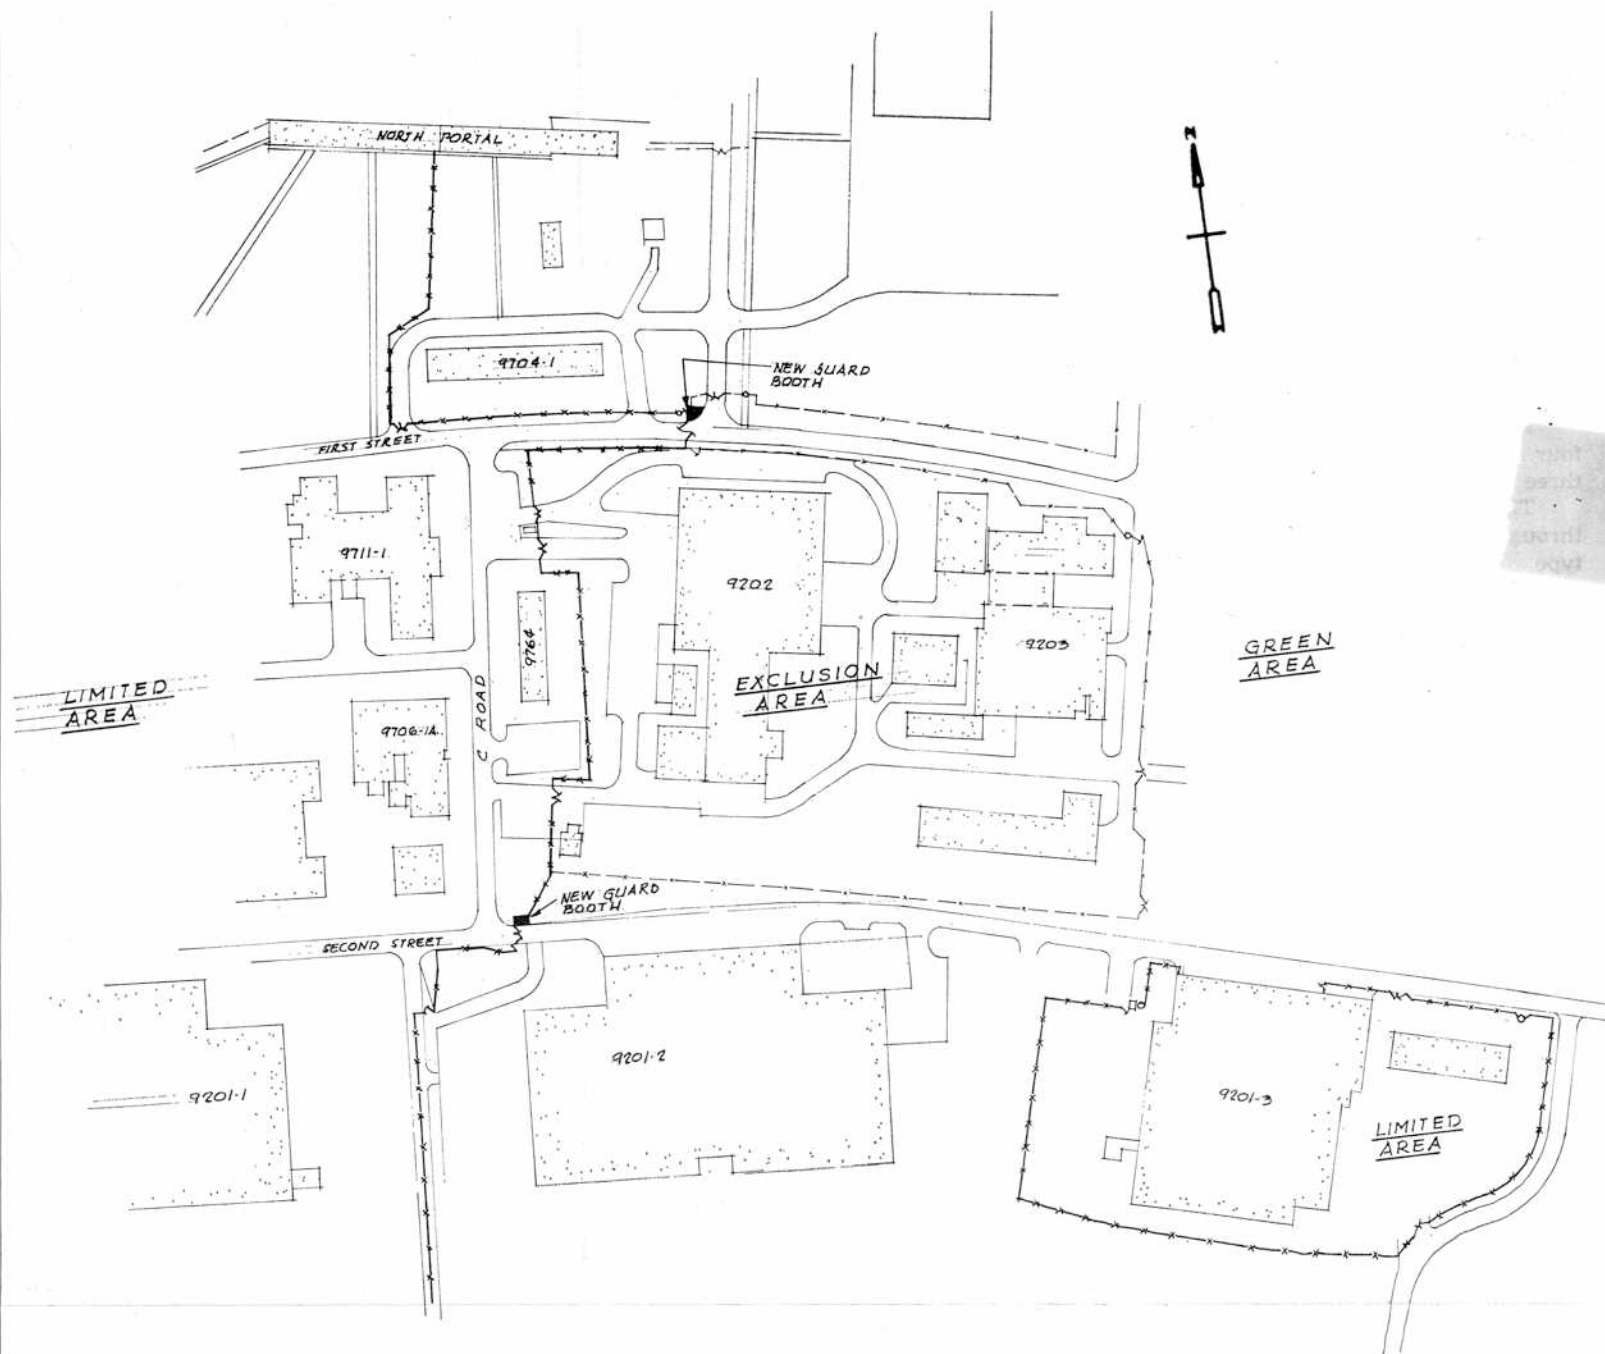 NORTH PORTAL
N
9704-1
NEW GUARD
BOOTH
FIRST STREET
9711-1
9202
9764
9203
GREEN
AREA
EXCLUSION
AREA
LIMITED
AREA
C ROAD
9706-1A
NEW GUARD
BOOTH
SECOND STREET
9201-2
9201-1
9201-3
LIMITED
AREA